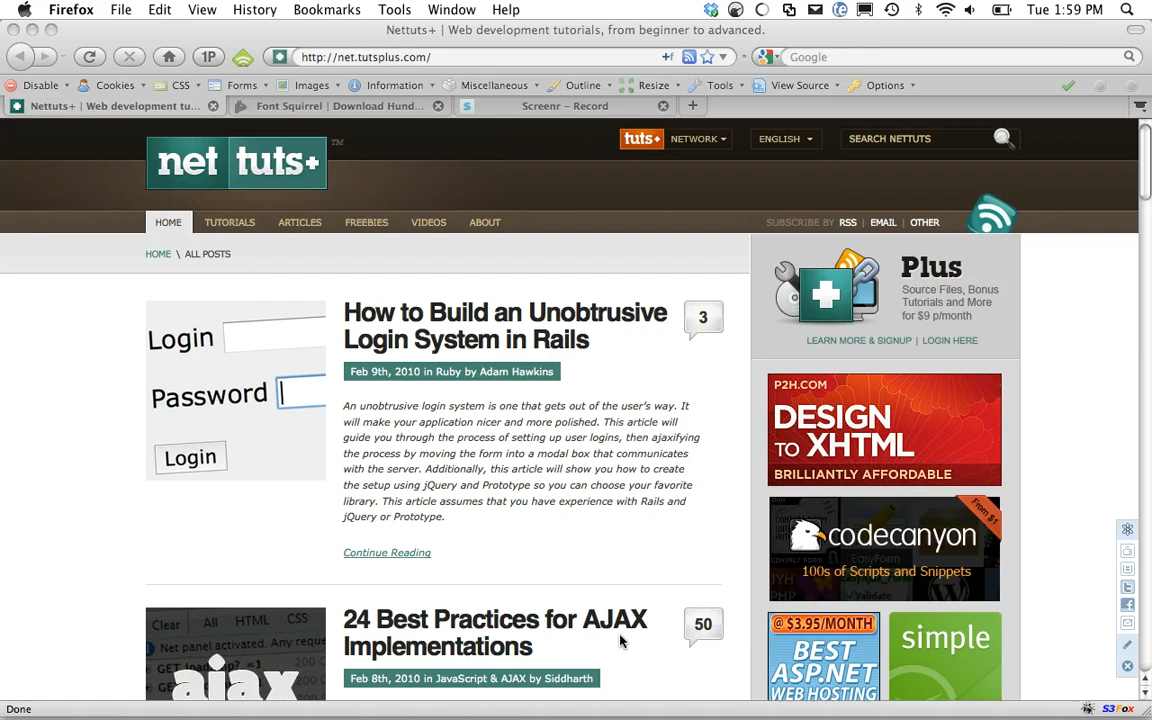 Firefox File Edit View History Bookmarks Tools Window Help Tue 1:59 PM
Nettuts+ | Web development tutorials, from beginner to advanced.
1P http://net.tutsplus.com/ Google
Disable Cookies CSS Forms Images Information Miscellaneous Outline Resize Tools View Source Options
Nettuts+ | Web development tu... Font Squirrel | Download Hund... Screenr - Record
net tuts+ TM
tuts+ NETWORK ENGLISH SEARCH NETTUTS
HOME TUTORIALS ARTICLES FREEBIES VIDEOS ABOUT SUBSCRIBE BY RSS EMAIL OTHER
HOME \ ALL POSTS
Login
Password
Login
How to Build an Unobtrusive
Login System in Rails
3
Feb 9th, 2010 in Ruby by Adam Hawkins
An unobtrusive login system is one that gets out of the user's way. It
will make your application nicer and more polished. This article will
guide you through the process of setting up user logins, then ajaxifying
the process by moving the form into a modal box that communicates
with the server. Additionally, this article will show you how to create
the setup using jQuery and Prototype so you can choose your favorite
library. This article assumes that you have experience with Rails and
jQuery or Prototype.
Continue Reading
Clear All HTML CSS
Net panel activated. Any reque
ajax
24 Best Practices for AJAX
Implementations
50
Feb 8th, 2010 in JavaScript & AJAX by Siddharth
Plus
Source Files, Bonus
Tutorials and More
for $9 p/month
LEARN MORE & SIGNUP | LOGIN HERE
P2H.COM
DESIGN
TO XHTML
BRILLIANTLY AFFORDABLE
From $1
codecanyon
100s of Scripts and Snippets
@ $3.95/MONTH
BEST
ASP.NET
WEB HOSTING
simple
Done S3Fox